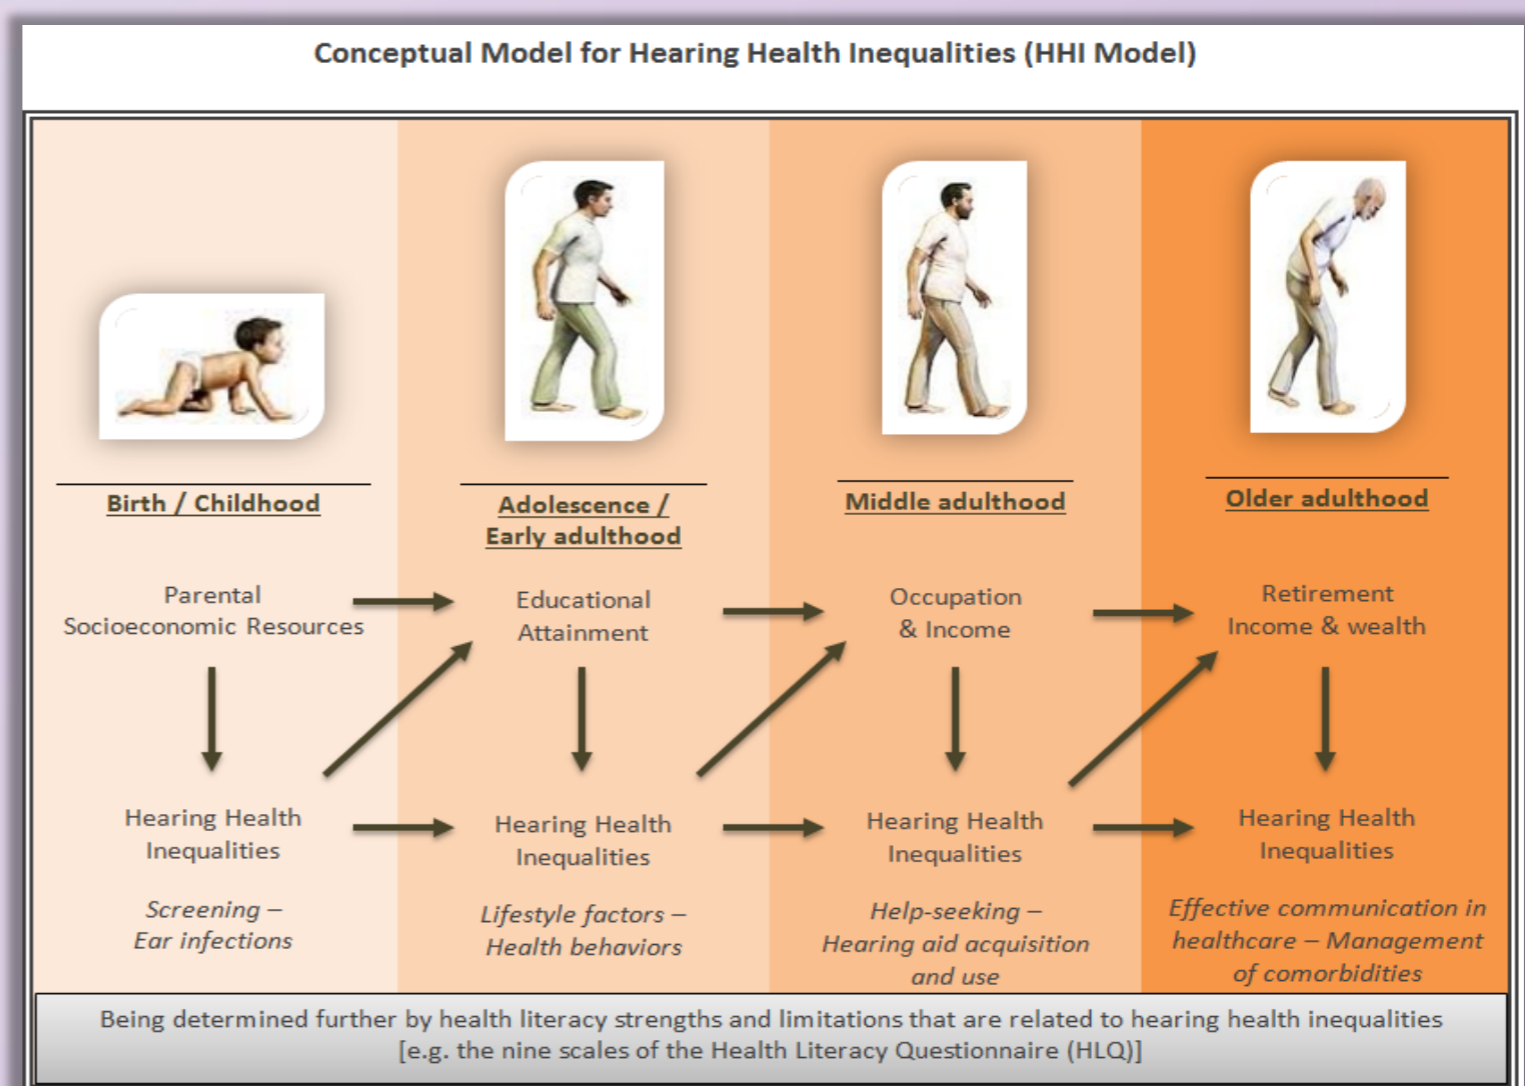 Conceptual Model for Hearing Health Inequalities (HHI Model)
Birth / Childhood
Adolescence /
Early adulthood
Middle adulthood
Older adulthood
Parental
Socioeconomic Resources
Educational
Attainment
Occupation
& Income
Retirement
Income & wealth
Hearing Health
Inequalities
Hearing Health
Inequalities
Hearing Health
Inequalities
Hearing Health
Inequalities
Screening –
Ear infections
Lifestyle factors –
Health behaviors
Help-seeking –
Hearing aid acquisition
and use
Effective communication in
healthcare – Management
of comorbidities
Being determined further by health literacy strengths and limitations that are related to hearing health inequalities
[e.g. the nine scales of the Health Literacy Questionnaire (HLQ)]